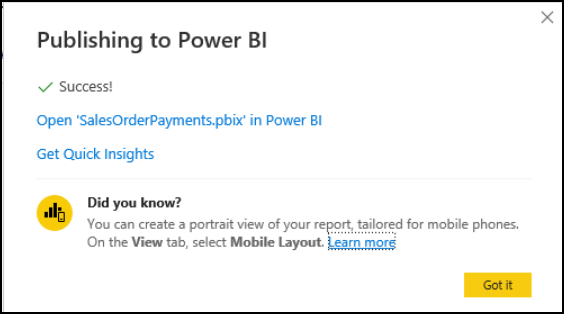 Publishing to Power BI
Success!
Open 'SalesOrderPayments.pbix' in Power BI
Get Quick Insights
Did you know?
You can create a portrait view of your report, tailored for mobile phones.
On the View tab, select Mobile Layout. Learn more
Got it